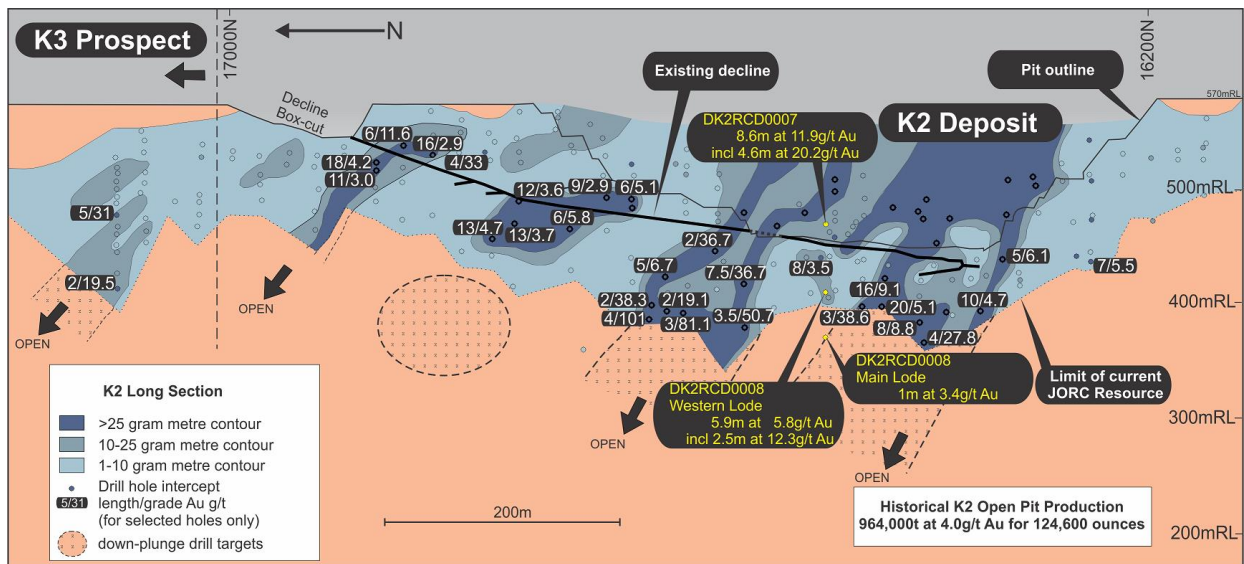 K3 Prospect
17000N
N
16200N
Existing decline
Pit outline
570mRL
Decline
Box-cut
DK2RCD0007
8.6m at 11.9g/t Au
incl 4.6m at 20.2g/t Au
K2 Deposit
6/11.6
16/2.9
4/33
18/4.2
11/3.0
500mRL
12/3.6
9/2.9
6/5.1
5/31
6/5.8
13/4.7
13/3.7
2/36.7
5/6.7
7.5/36.7
8/3.5
5/6.1
7/5.5
2/19.5
16/9.1
400mRL
2/38.3
2/19.1
20/5.1
10/4.7
4/101
3/81.1
3.5/50.7
3/38.6
8/8.8
4/27.8
OPEN
OPEN
OPEN
OPEN
DK2RCD0008
Western Lode
5.9m at 5.8g/t Au
incl 2.5m at 12.3g/t Au
DK2RCD0008
Main Lode
1m at 3.4g/t Au
Limit of current
JORC Resource
300mRL
200mRL
K2 Long Section
>25 gram metre contour
10-25 gram metre contour
1-10 gram metre contour
Drill hole intercept
5/31 length/grade Au g/t
(for selected holes only)
down-plunge drill targets
200m
Historical K2 Open Pit Production
964,000t at 4.0g/t Au for 124,600 ounces